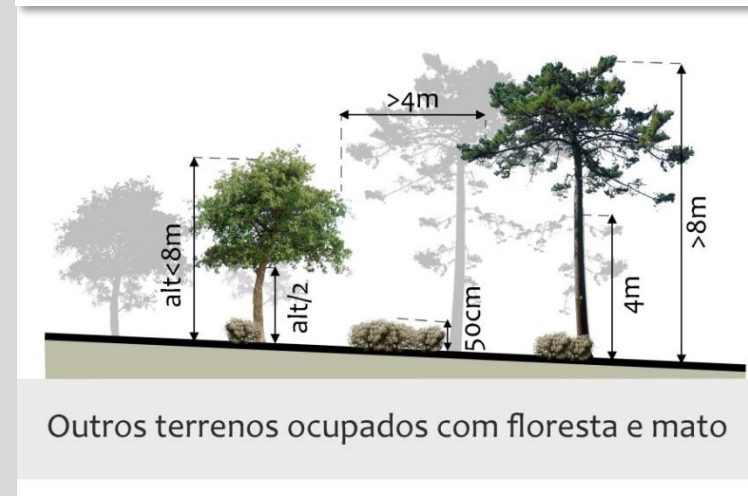 >4m
alt<8m
alt/2
50cm
4m
>8m
Outros terrenos ocupados com floresta e mato